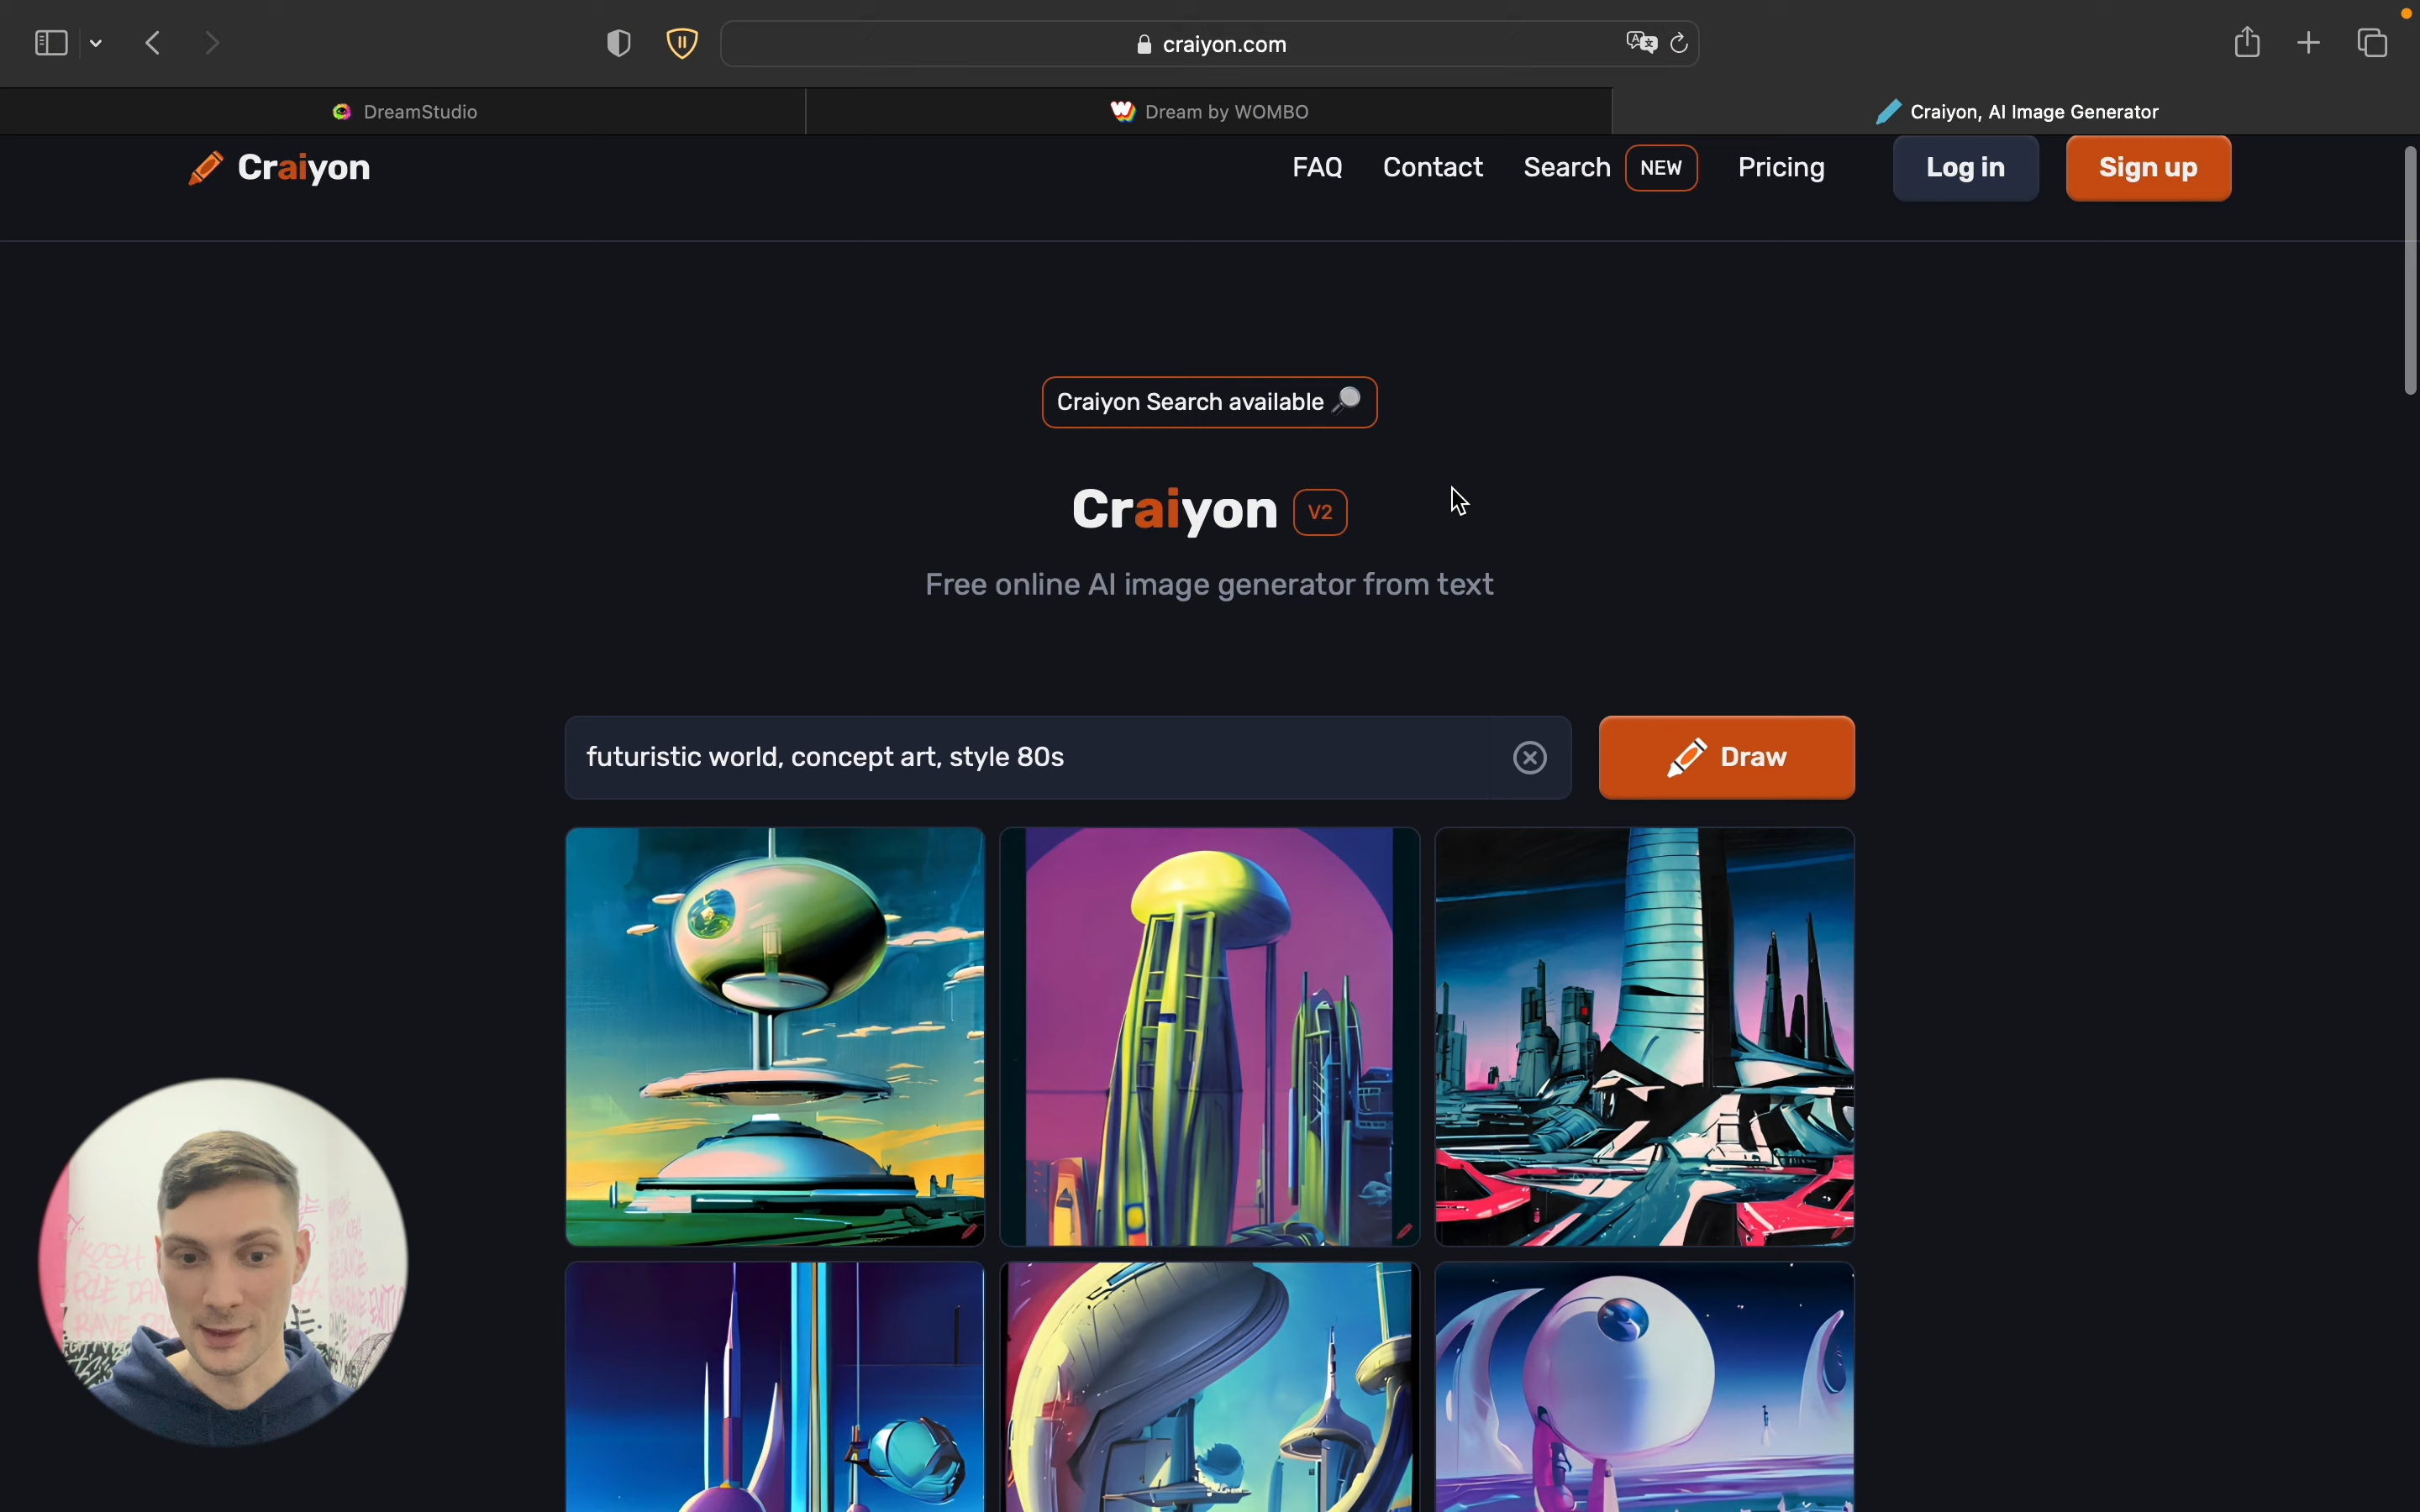 craiyon.com
DreamStudio
Dream by WOMBO
Craiyon, AI Image Generator
Craiyon
FAQ
Contact
Search
NEW
Pricing
Log in
Sign up
Craiyon Search available
Craiyon
V2
Free online AI image generator from text
futuristic world, concept art, style 80s
Draw